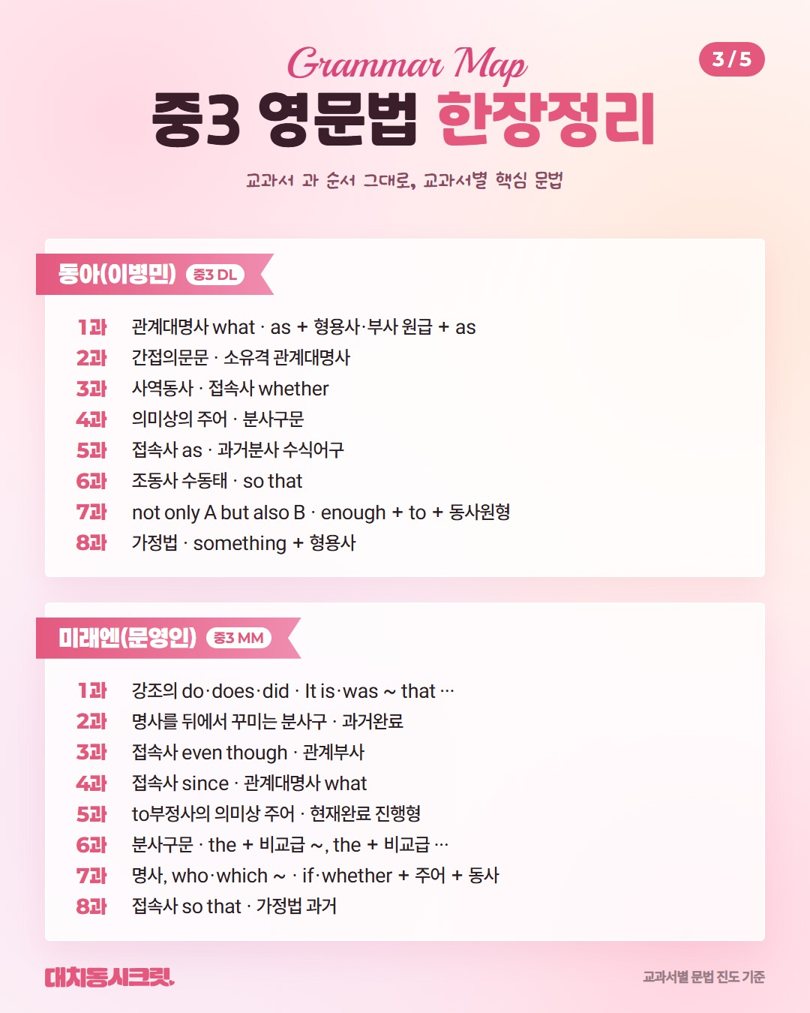 Grammar Map
3/5
중3 영문법 한장정리
교과서 과 순서 그대로, 교과서별 핵심 문법
동아(이병민) 중3 DL
1과 관계대명사 what · as + 형용사·부사 원급 + as
2과 간접의문문 · 소유격 관계대명사
3과 사역동사 · 접속사 whether
4과 의미상의 주어 · 분사구문
5과 접속사 as · 과거분사 수식어구
6과 조동사 수동태 · so that
7과 not only A but also B · enough + to + 동사원형
8과 가정법 · something + 형용사
미래엔(문영인) 중3 MM
1과 강조의 do·does·did · It is·was ~ that ···
2과 명사를 뒤에서 꾸미는 분사구 · 과거완료
3과 접속사 even though · 관계부사
4과 접속사 since · 관계대명사 what
5과 to부정사의 의미상 주어 · 현재완료 진행형
6과 분사구문 · the + 비교급 ~, the + 비교급 ···
7과 명사, who·which ~ · if·whether + 주어 + 동사
8과 접속사 so that · 가정법 과거
대치동시크릿.
교과서별 문법 진도 기준